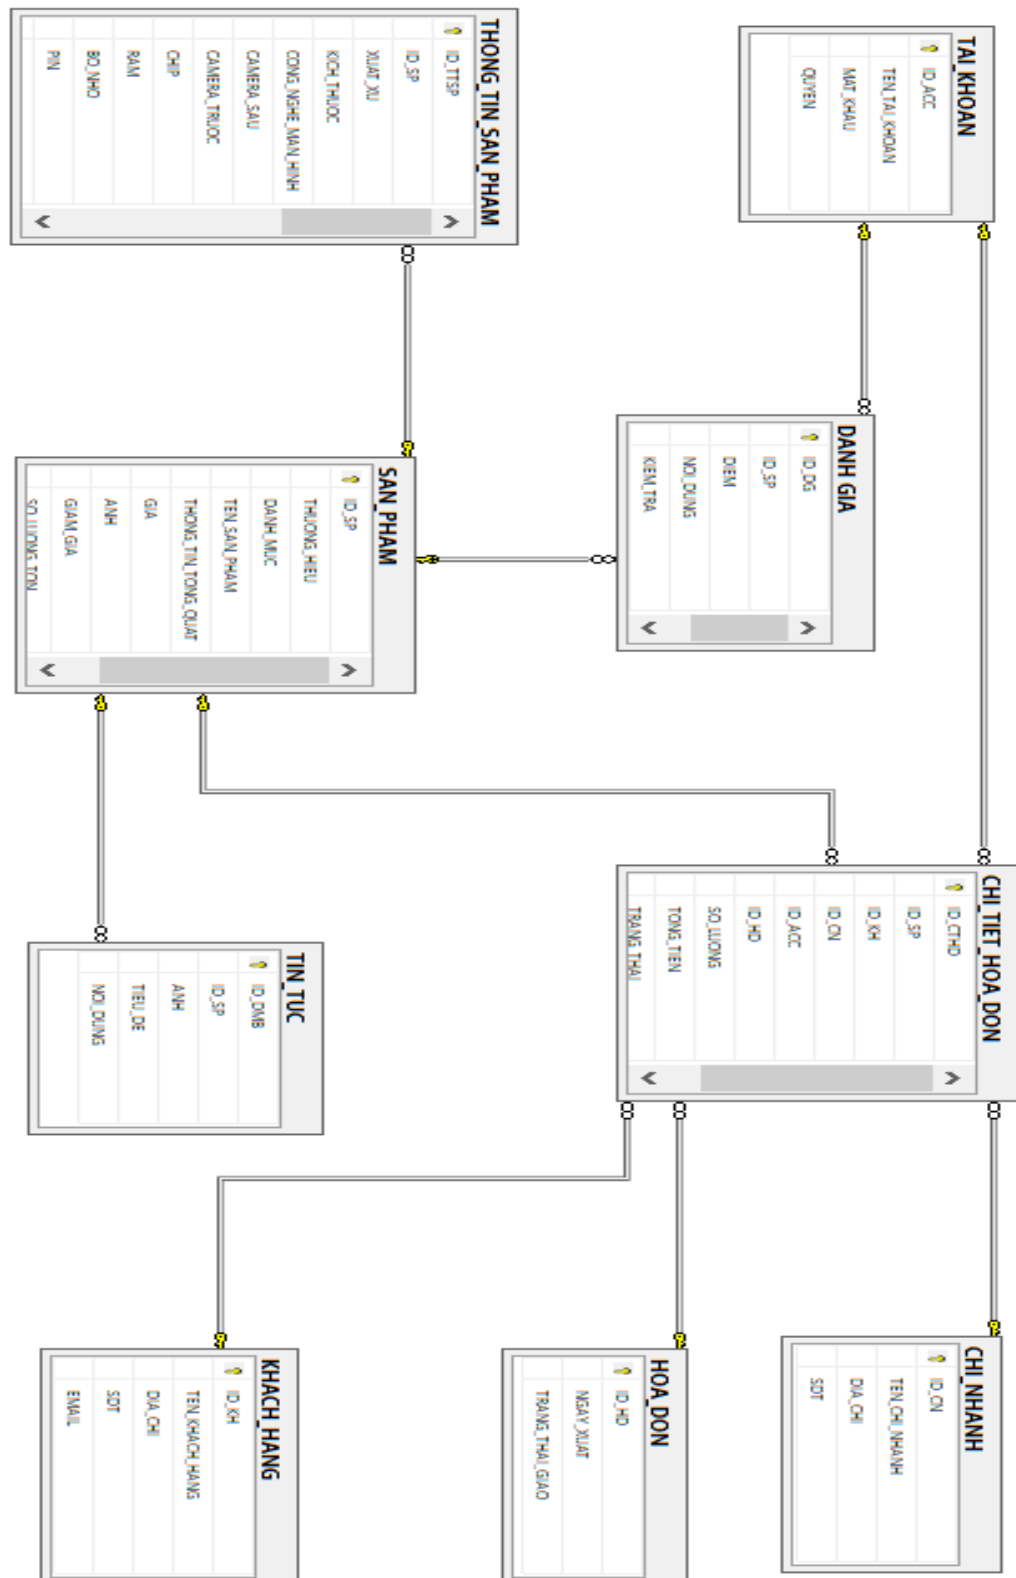 TAI_KHOAN
ID_ACC
TEN_TAI_KHOAN
MAT_KHAU
QUYEN
CHI_TIET_HOA_DON
ID_CTHD
ID_SP
ID_KH
ID_CN
ID_ACC
ID_HD
SO_LUONG
TONG_TIEN
TRANG_THAI
CHI_NHANH
ID_CN
TEN_CHI_NHANH
DIA_CHI
SDT
DANH GIA
ID_DG
ID_SP
DIEM
NOI_DUNG
KIEM_TRA
HOA_DON
ID_HD
NGAY_XUAT
TRANG_THAI_GIAO
THONG_TIN_SAN_PHAM
ID_TTSP
ID_SP
XUAT_XU
KICH_THUOC
CONG_NGHE_MAN_HINH
CAMERA_SAU
CAMERA_TRUOC
CHIP
RAM
BO_NHO
PIN
SAN_PHAM
ID_SP
THUONG_HIEU
DANH_MUC
TEN_SAN_PHAM
THONG_TIN_TONG_QUAT
GIA
ANH
GIAM_GIA
SO_LUONG_TON
TIN_TUC
ID_DMB
ID_SP
ANH
TIEU_DE
NOI_DUNG
KHACH_HANG
ID_KH
TEN_KHACH_HANG
DIA_CHI
SDT
EMAIL